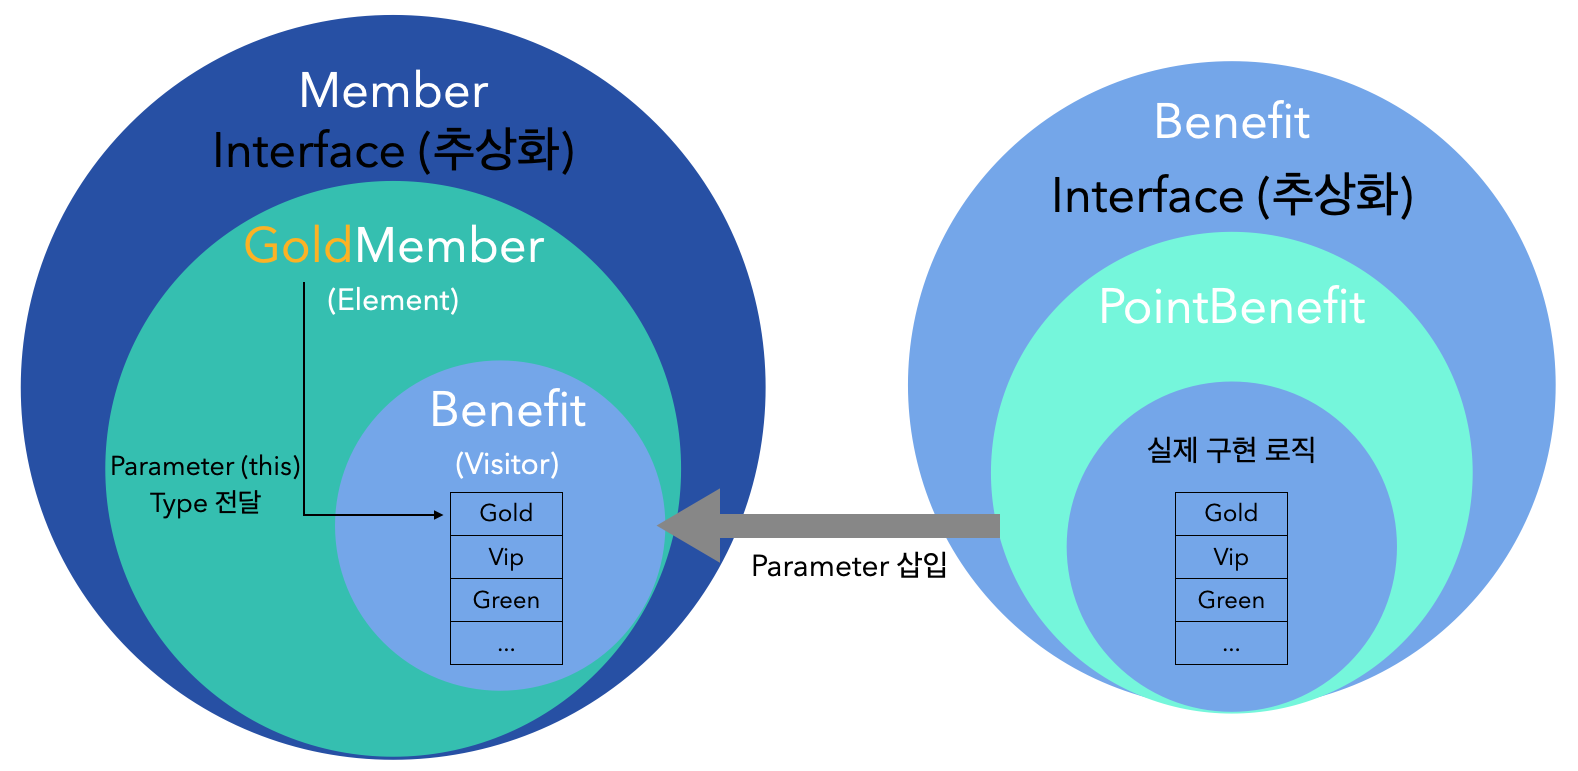 Member
Interface (추상화)
GoldMember
(Element)
Parameter (this)
Type 전달
Benefit
(Visitor)
Gold
Vip
Green
...
Parameter 삽입
Benefit
Interface (추상화)
PointBenefit
실제 구현 로직
Gold
Vip
Green
...